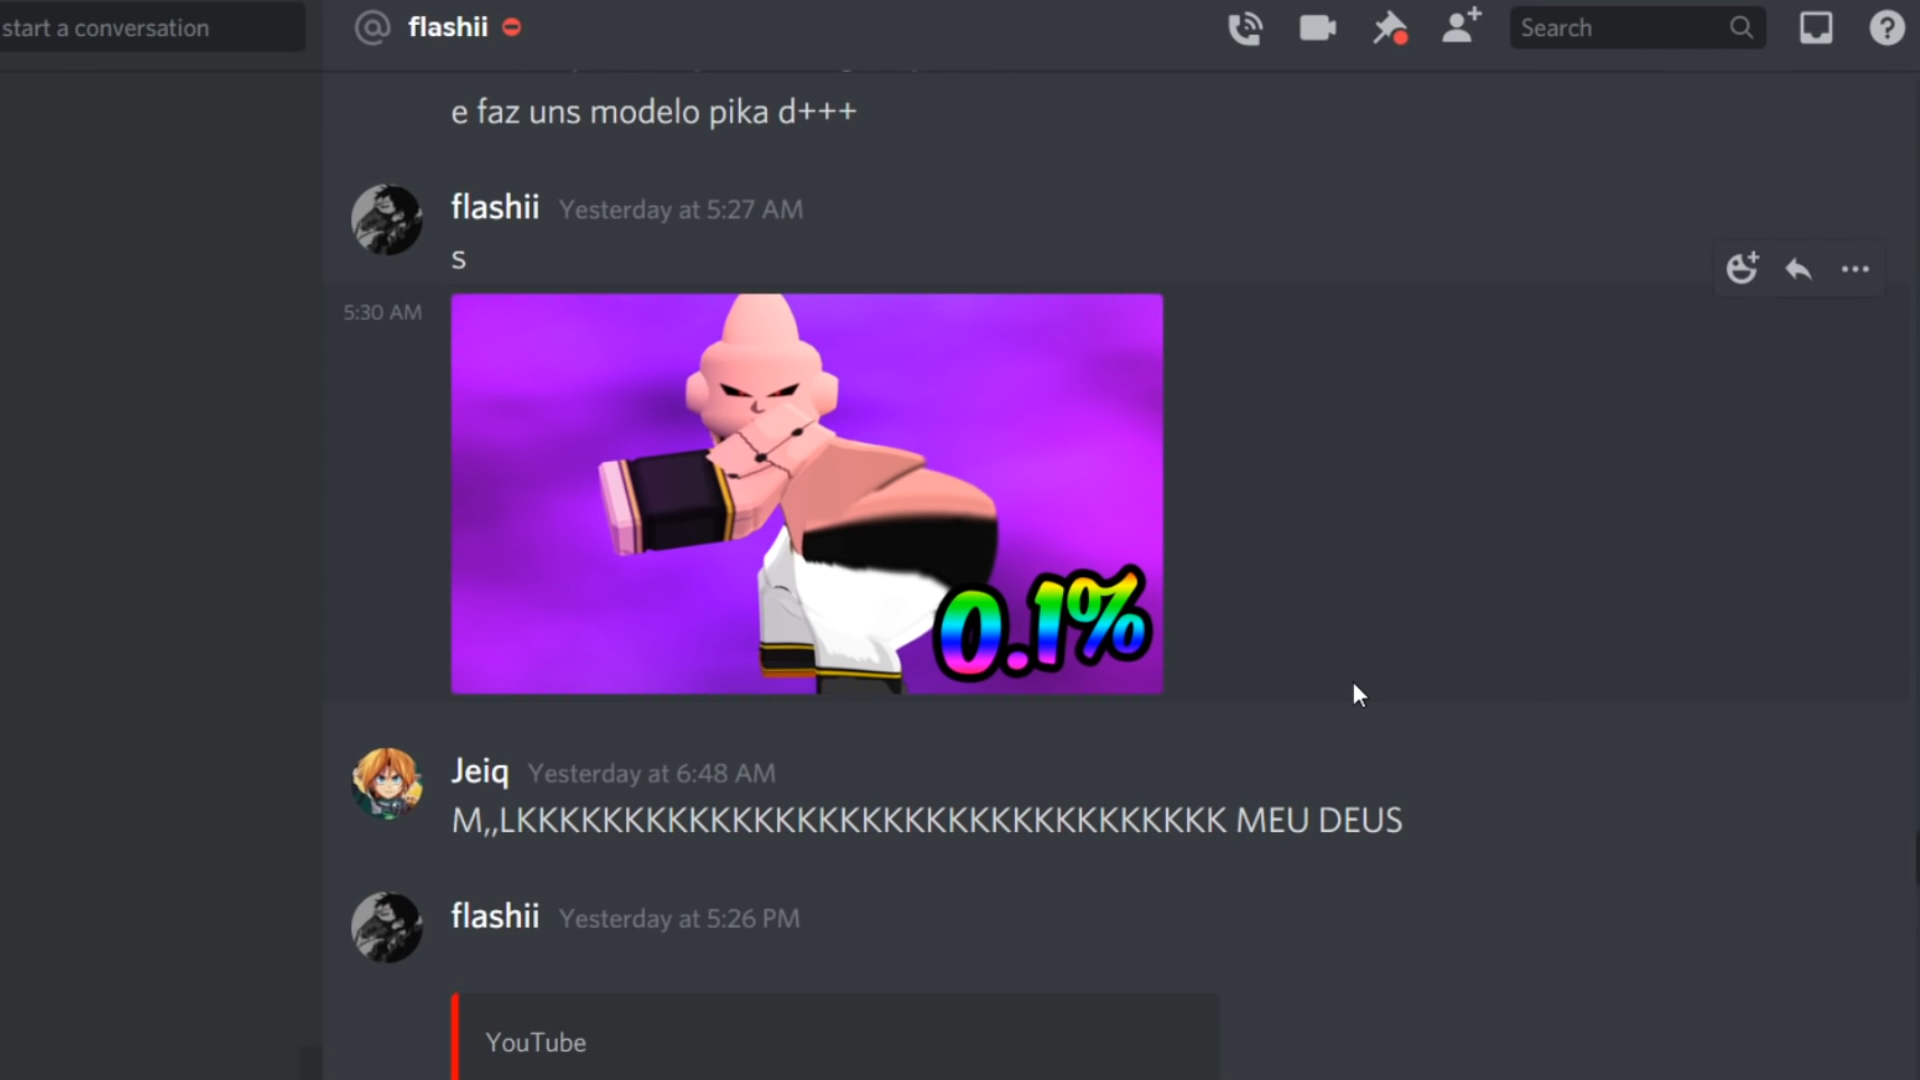 start a conversation
flashii
Search
e faz uns modelo pika d+++
flashii Yesterday at 5:27 AM
s
5:30 AM
0.1%
Jeiq Yesterday at 6:48 AM
M,,LKKKKKKKKKKKKKKKKKKKKKKKKKKKKKKKKK MEU DEUS
flashii Yesterday at 5:26 PM
YouTube